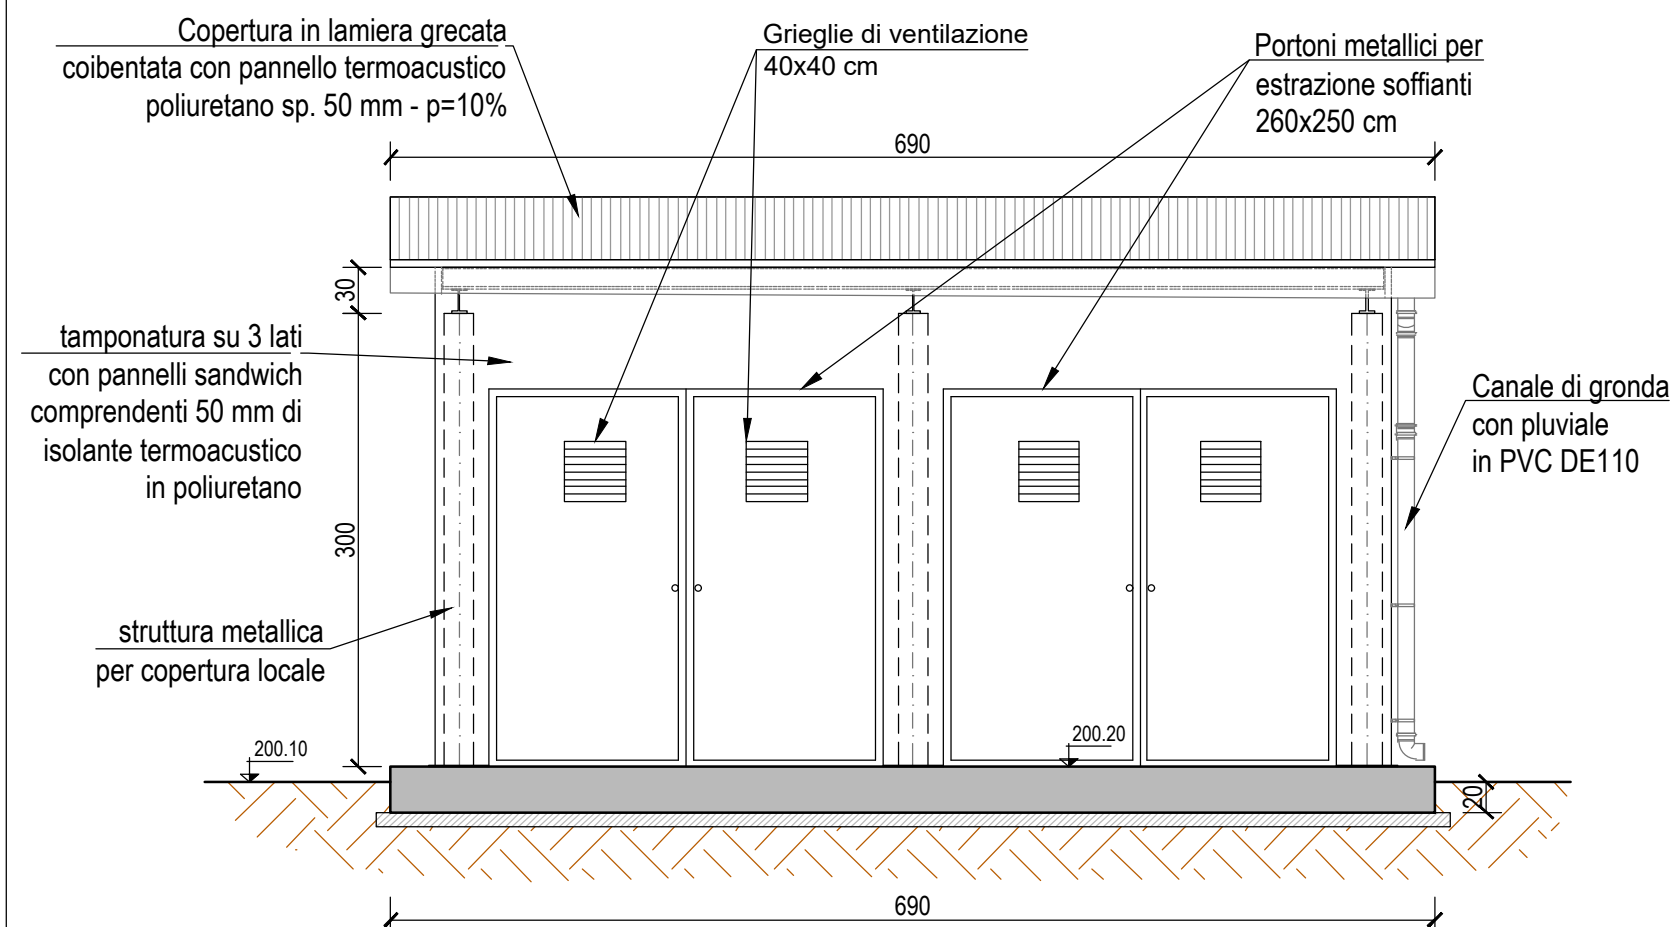 Copertura in lamiera grecata
coibentata con pannello termoacustico
poliuretano sp. 50 mm - p=10%
Grieglie di ventilazione
40x40 cm
Portoni metallici per
estrazione soffianti
260x250 cm
690
30
tamponatura su 3 lati
con pannelli sandwich
comprendenti 50 mm di
isolante termoacustico
in poliuretano
Canale di gronda
con pluviale
in PVC DE110
300
struttura metallica
per copertura locale
200.10
200.20
20
690